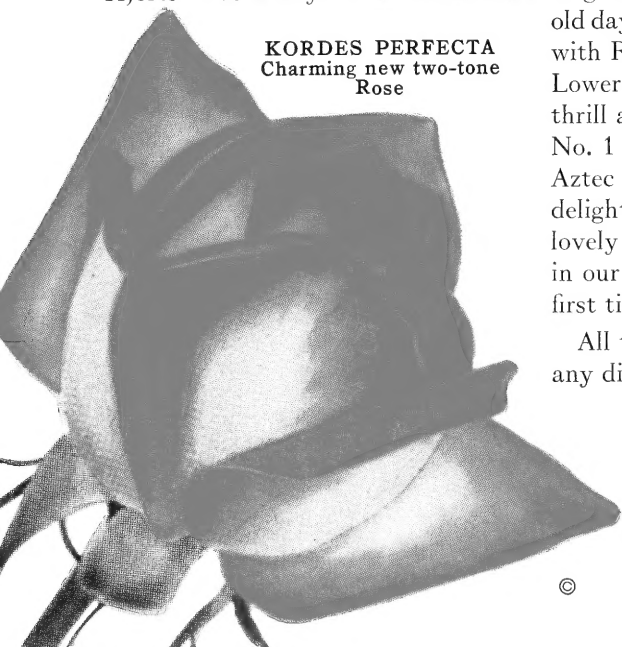 KORDES PERFECTA
Charming new two-tone
Rose
old day
with
Lower
thrill
No. 1
Aztec
delight
lovely
in our
first ti
All
any di
©